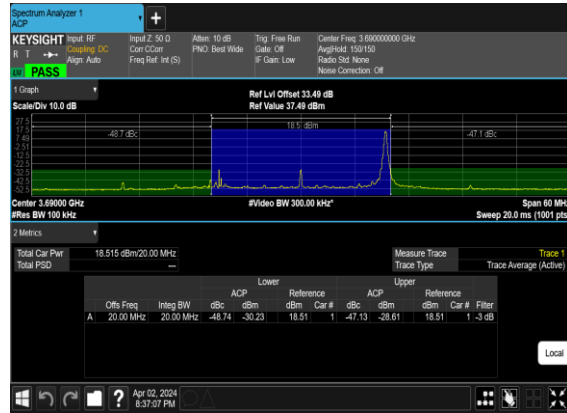 Spectrum Analyzer 1
ACP
+
KEYSIGHT Input: RF Input Z: 50 Ω Atten: 10 dB Trig: Free Run Center Freq: 3.690000000 GHz
R T Coupling: DC Corr CCorr PNO: Best Wide Gate: Off Avg|Hold: 150/150
Align: Auto Freq Ref: Int (S) IF Gain: Low Radio Std: None
LW PASS Noise Correction: Off
1 Graph Ref Lvl Offset 33.49 dB
Scale/Div 10.0 dB Ref Value 37.49 dBm
27.5
17.5 -48.7 dBc 18.5 dBm -47.1 dBc
7.49
-2.51
-12.5
-22.5
-32.5
-42.5
-52.5
Center 3.69000 GHz #Video BW 300.00 kHz* Span 60 MHz
#Res BW 100 kHz Sweep 20.0 ms (1001 pts)
2 Metrics
Total Car Pwr 18.515 dBm/20.00 MHz Measure Trace Trace 1
Total PSD --- Trace Type Trace Average (Active)
Lower Upper
ACP Reference ACP Reference
Offs Freq Integ BW dBc dBm dBm Car # dBc dBm dBm Car # Filter
A 20.00 MHz 20.00 MHz -48.74 -30.23 18.51 1 -47.13 -28.61 18.51 1 -3 dB
Local
? Apr 02, 2024
8:37:07 PM